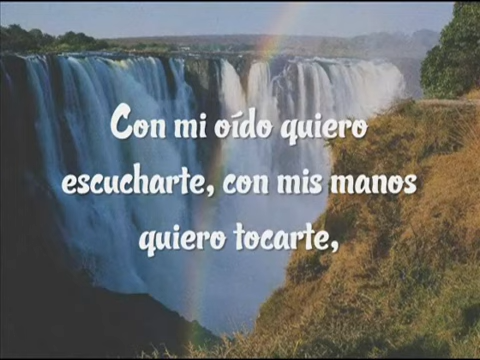 Con mi oído quiero
escucharte, con mis manos
quiero tocarte,